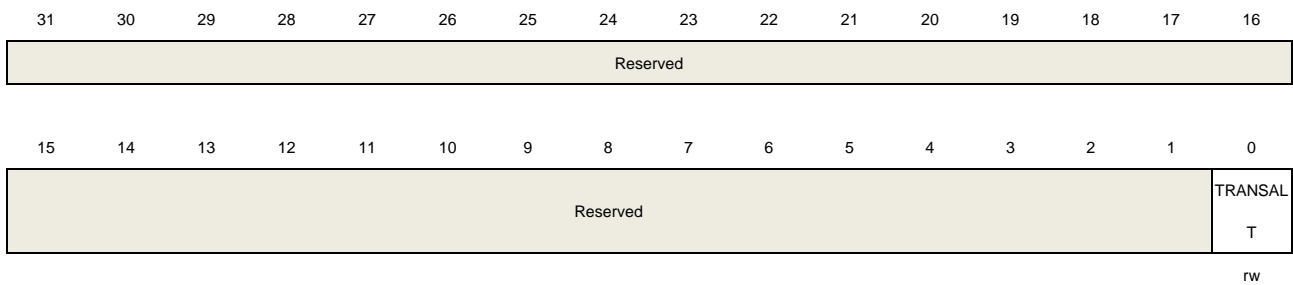 31 30 29 28 27 26 25 24 23 22 21 20 19 18 17 16
Reserved
15 14 13 12 11 10 9 8 7 6 5 4 3 2 1 0
Reserved
TRANSAL
T
rw